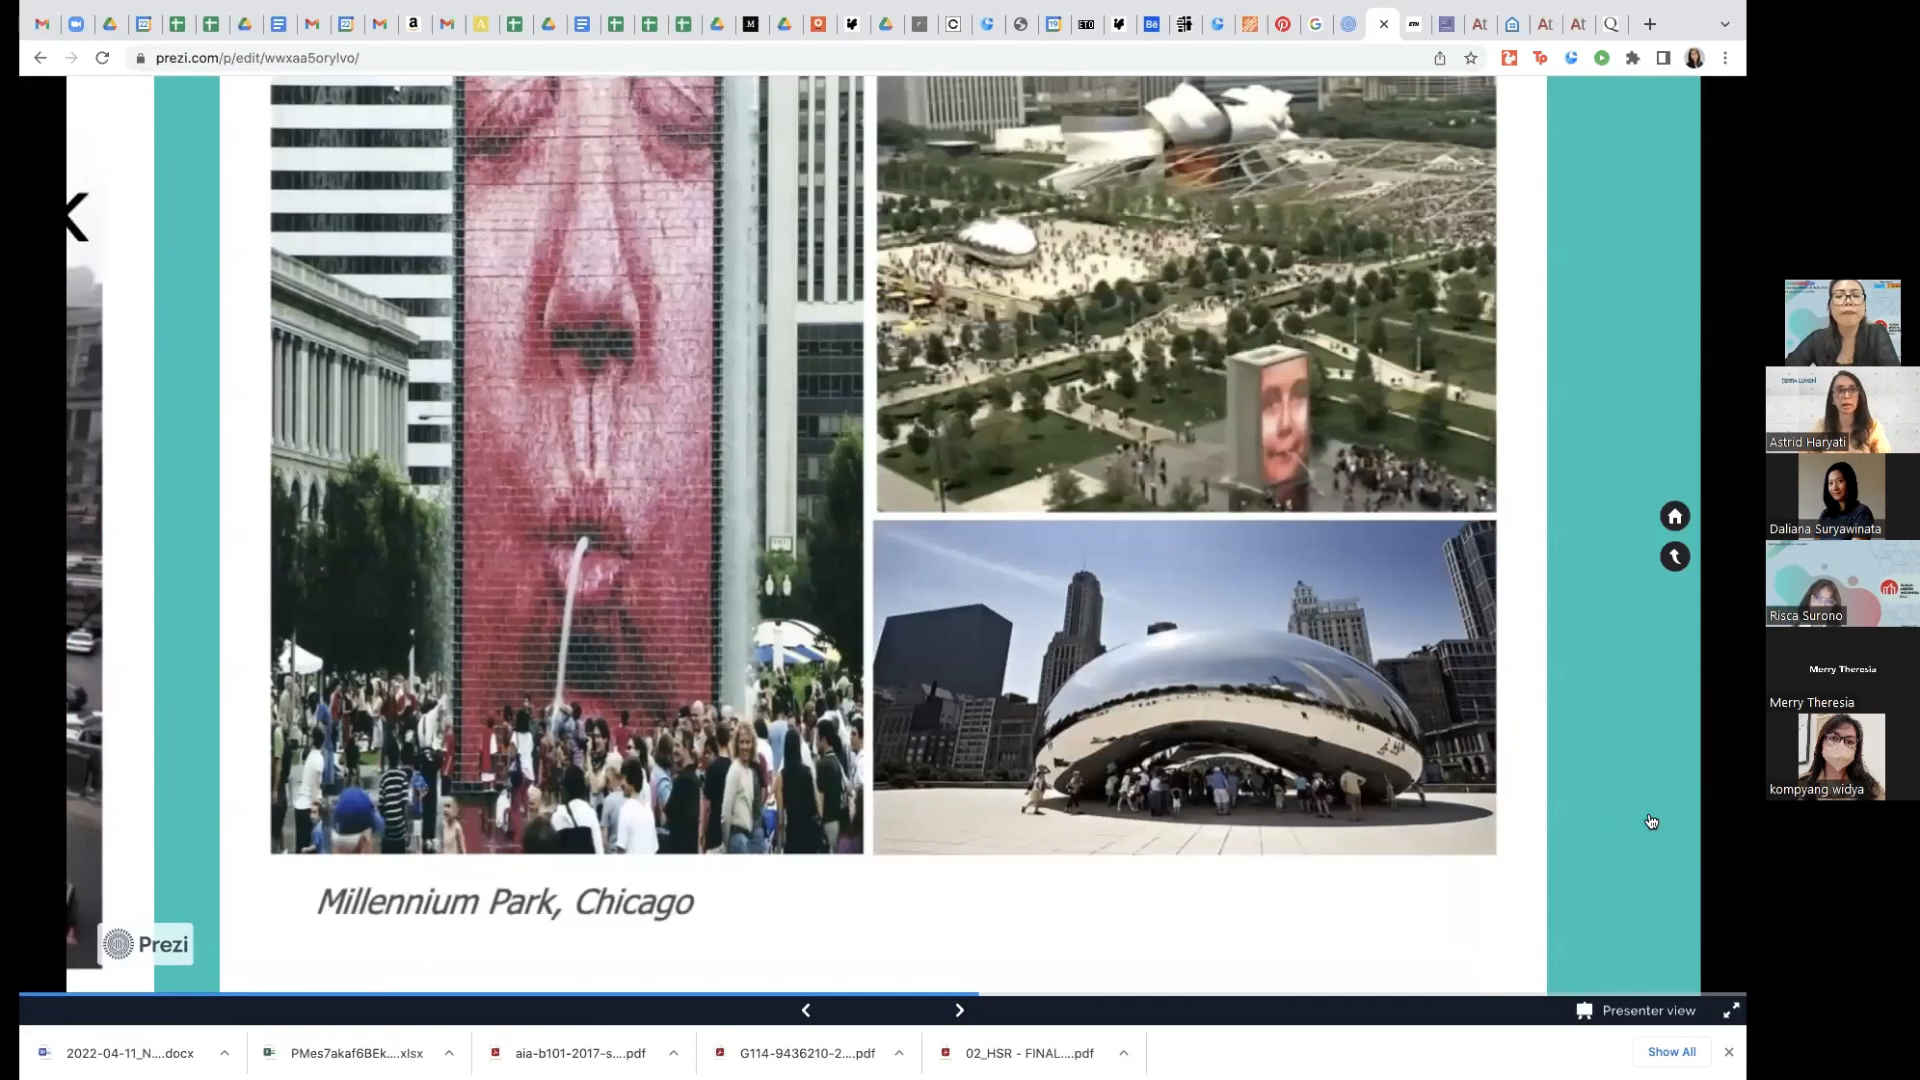 prezi.com/p/edit/wwxaa5orylvo/
Millennium Park, Chicago
Prezi
Presenter view
2022-04-11_N....docx
PMes7akaf6BEk....xlsx
aia-b101-2017-s....pdf
G114-9436210-2....pdf
02_HSR - FINAL....pdf
Show All
TERRA LUMEN
Astrid Haryati
Daliana Suryawinata
Risca Surono
Merry Theresia
Merry Theresia
kompyang widya